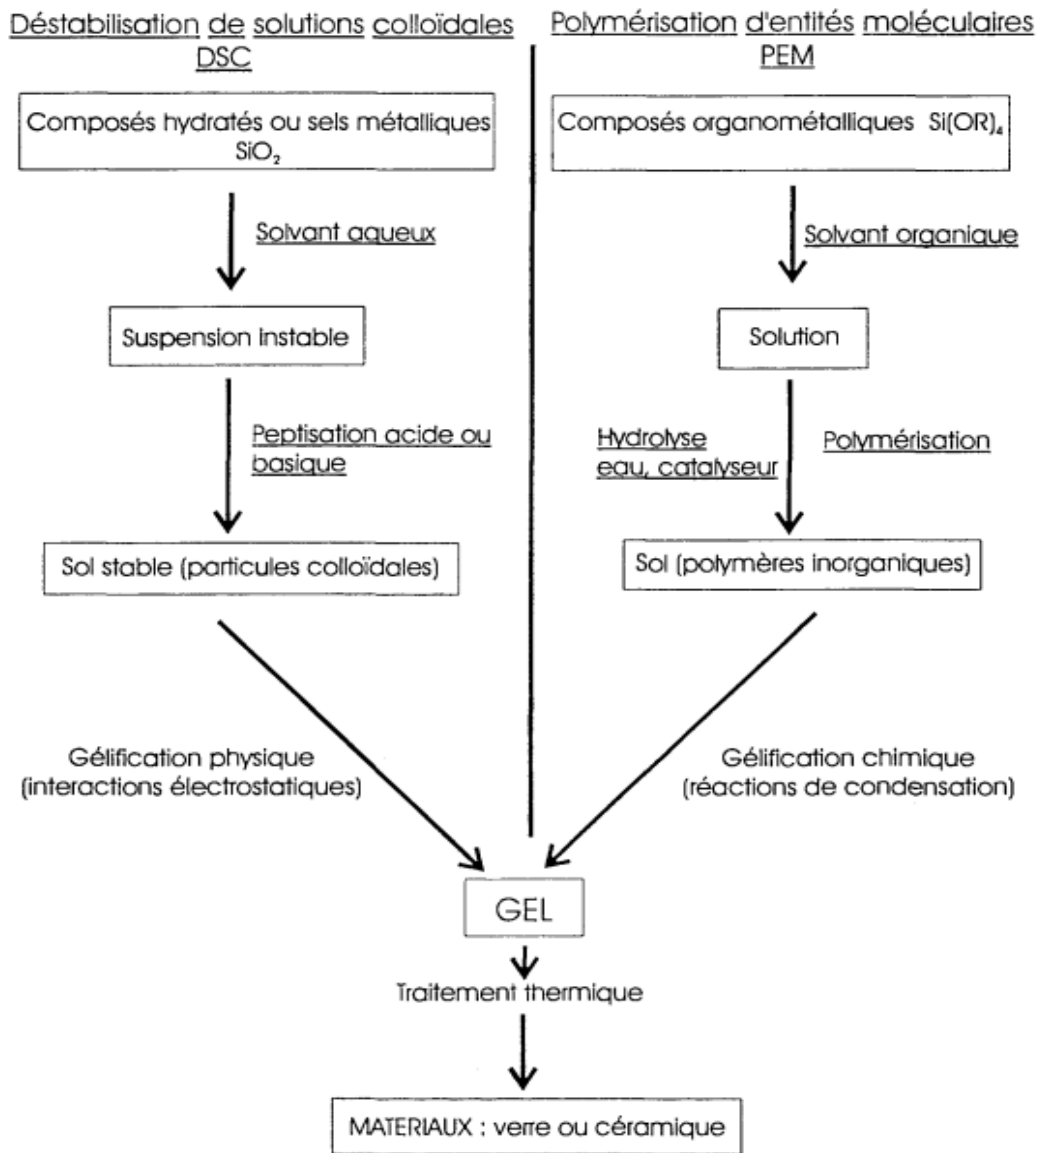 Déstabilisation de solutions colloïdales
DSC
Composés hydratés ou sels métalliques
SiO₂
Solvant aqueux
Suspension instable
Peptisation acide ou
basique
Sol stable (particules colloïdales)
Gélification physique
(interactions électrostatiques)
Polymérisation d'entités moléculaires
PEM
Composés organométalliques Si(OR)₄
Solvant organique
Solution
Hydrolyse
eau, catalyseur
Polymérisation
Sol (polymères inorganiques)
Gélification chimique
(réactions de condensation)
GEL
Traitement thermique
MATERIAUX : verre ou céramique